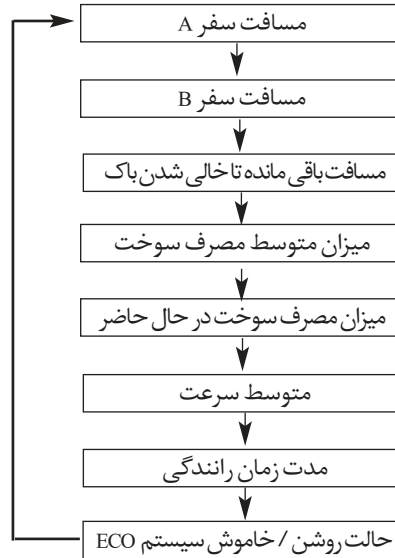 مسافت سفر A
مسافت سفر B
مسافت باقی مانده تا خالی شدن باک
میزان متوسط مصرف سوخت
میزان مصرف سوخت در حال حاضر
متوسط سرعت
مدت زمان رانندگی
حالت روشن / خاموش سیستم ECO